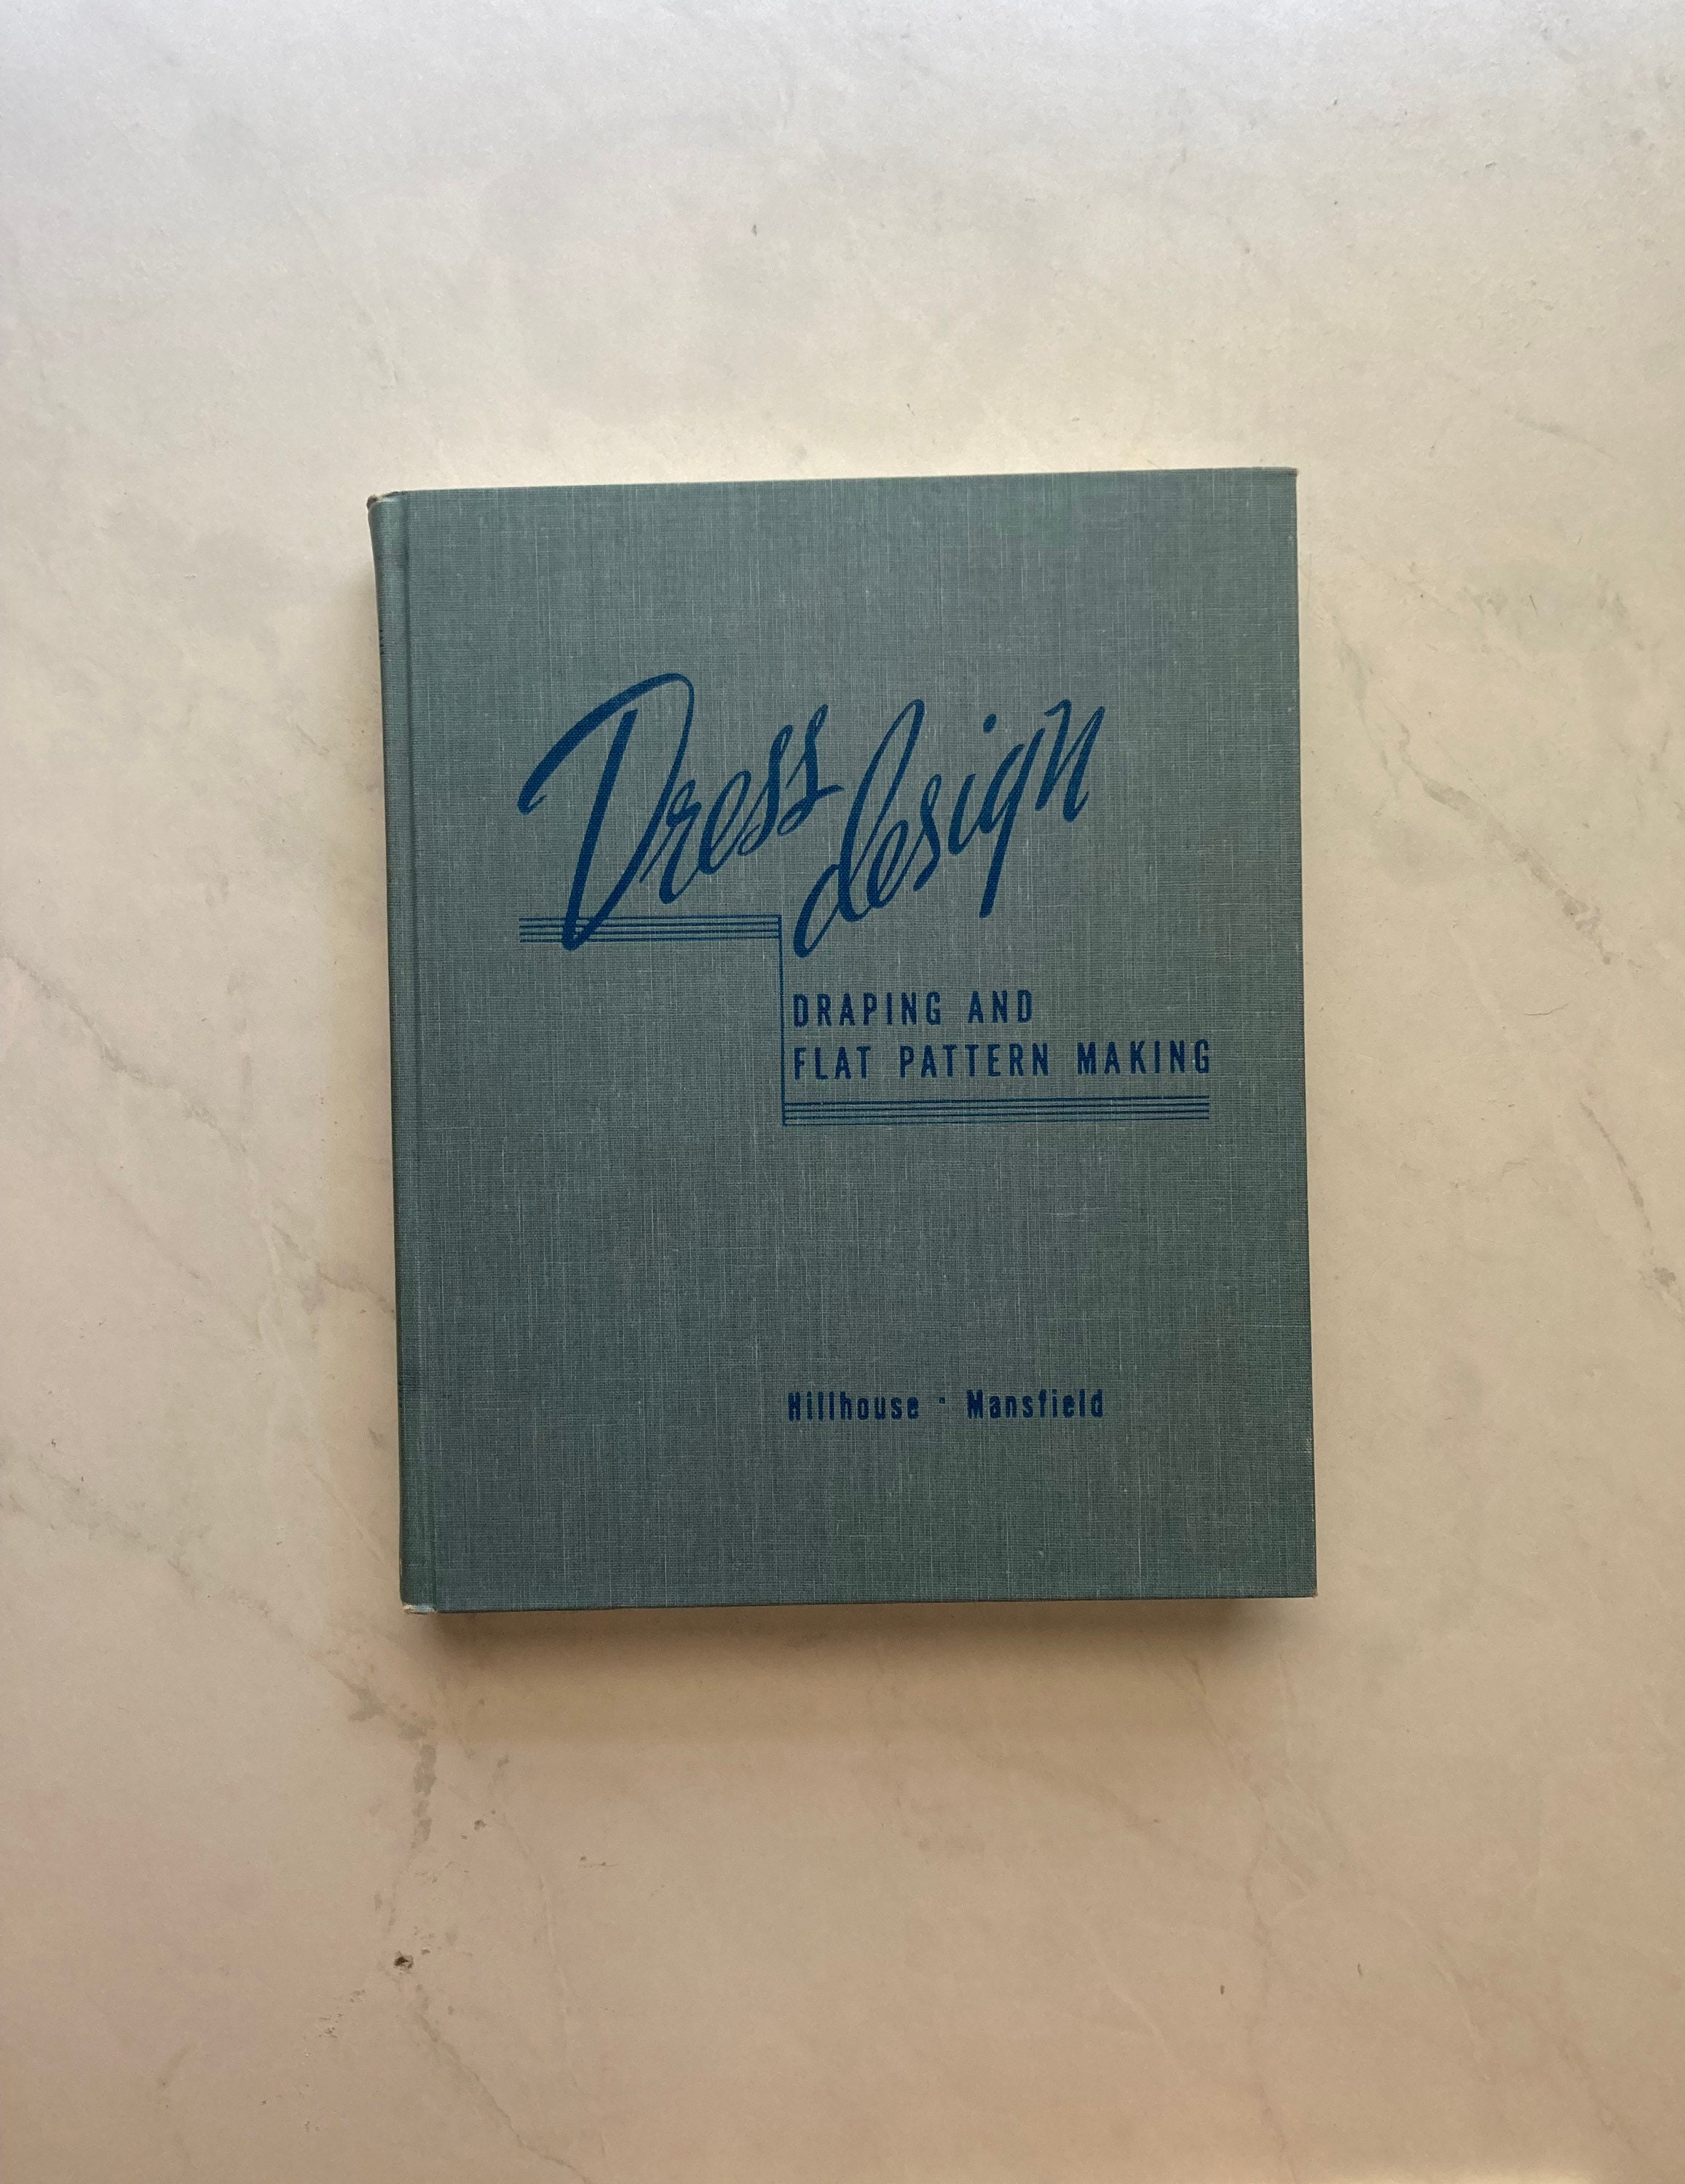 Dress design
DRAPING AND
FLAT PATTERN MAKING
Hillhouse · Mansfield